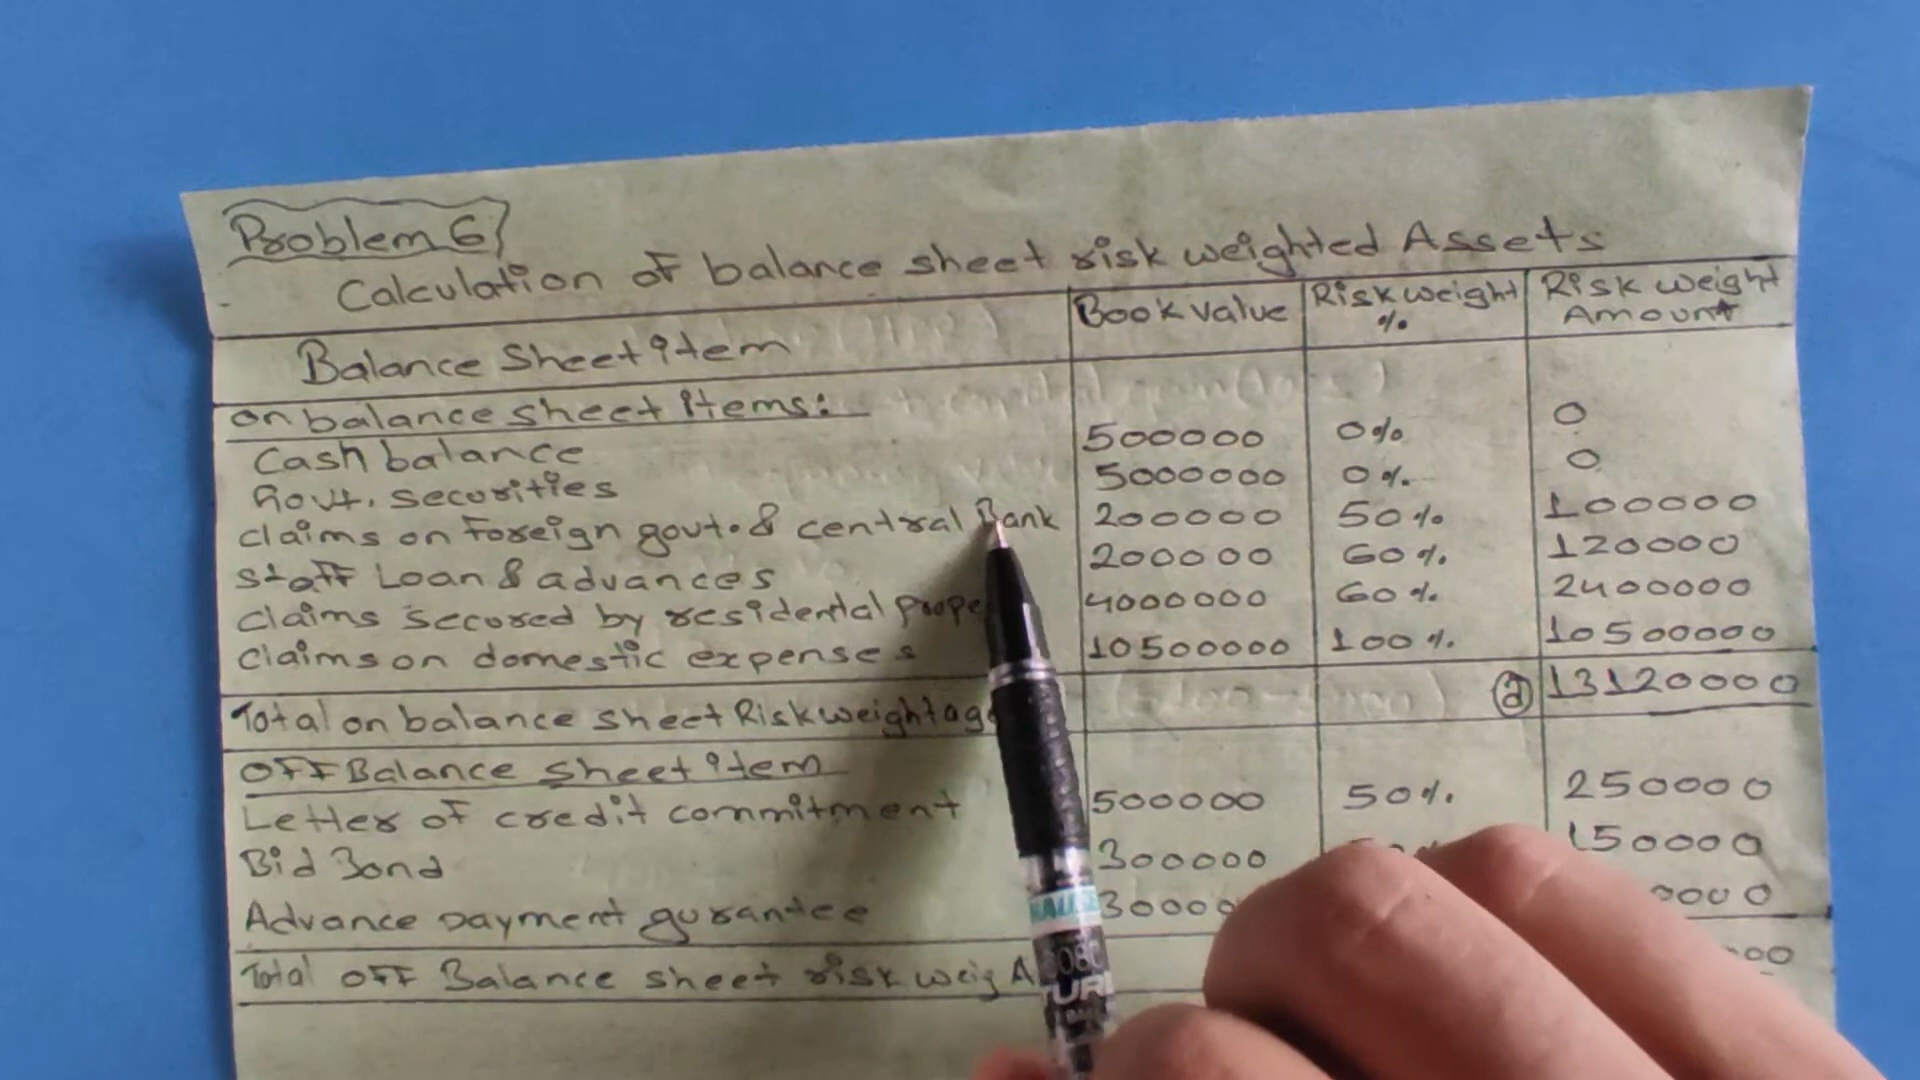 Problem 6
Calculation of balance sheet risk weighted Assets
Balance Sheet item Book Value Risk weight % Risk weight Amount
on balance sheet items:
Cash balance 500000 0% 0
Govt. securities 5000000 0% 0
claims on foreign govt. & central Bank 200000 50% 100000
staff Loan & advances 200000 60% 120000
claims secured by residental prope 4000000 60% 2400000
claims on domestic expenses 10500000 100% 10500000
Total on balance sheet Risk weightag a 13120000
OFF Balance sheet item
Letter of credit commitment 500000 50% 250000
Bid Bond 300000 150000
Advance payment gurantee
Total OFF Balance sheet risk weig A